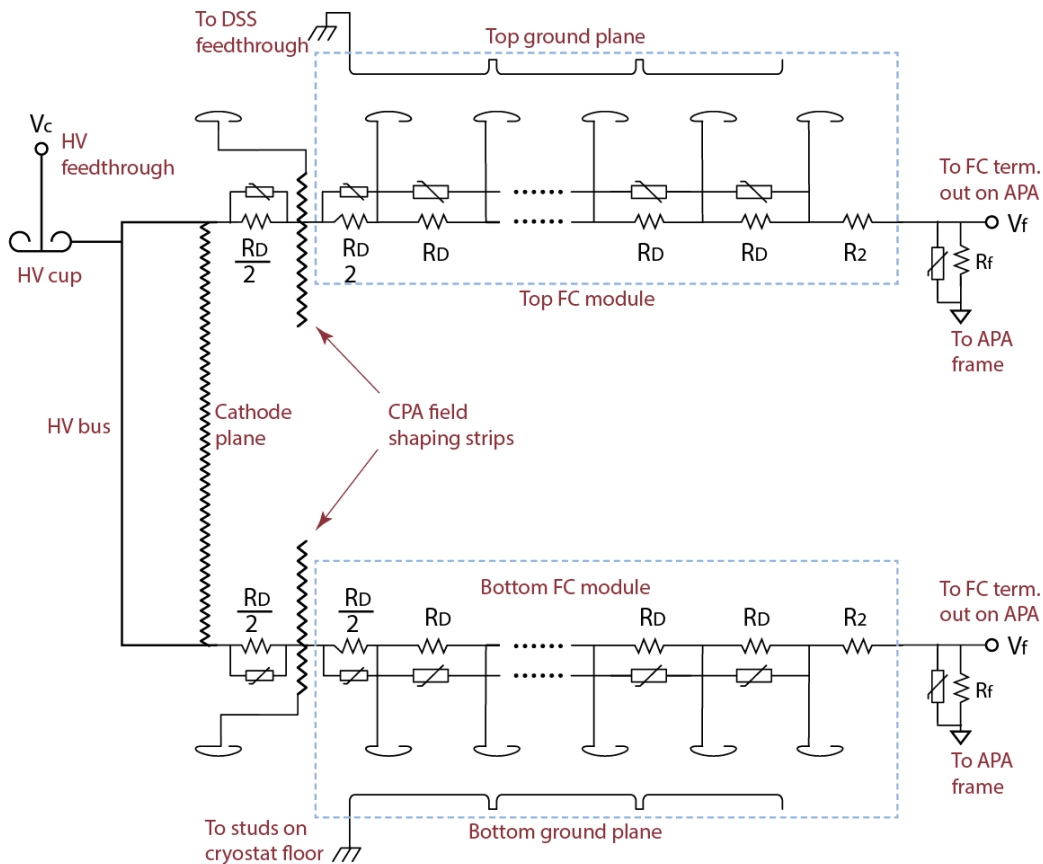 To DSS
feedthrough
Top ground plane
Vc
HV
feedthrough
HV cup
RD
2
RD
2
RD
RD
RD
R2
To FC term.
out on APA
Vf
Rf
To APA
frame
Top FC module
HV bus
Cathode
plane
CPA field
shaping strips
Bottom FC module
RD
2
RD
2
RD
RD
RD
R2
To FC term.
out on APA
Vf
Rf
To APA
frame
To studs on
cryostat floor
Bottom ground plane